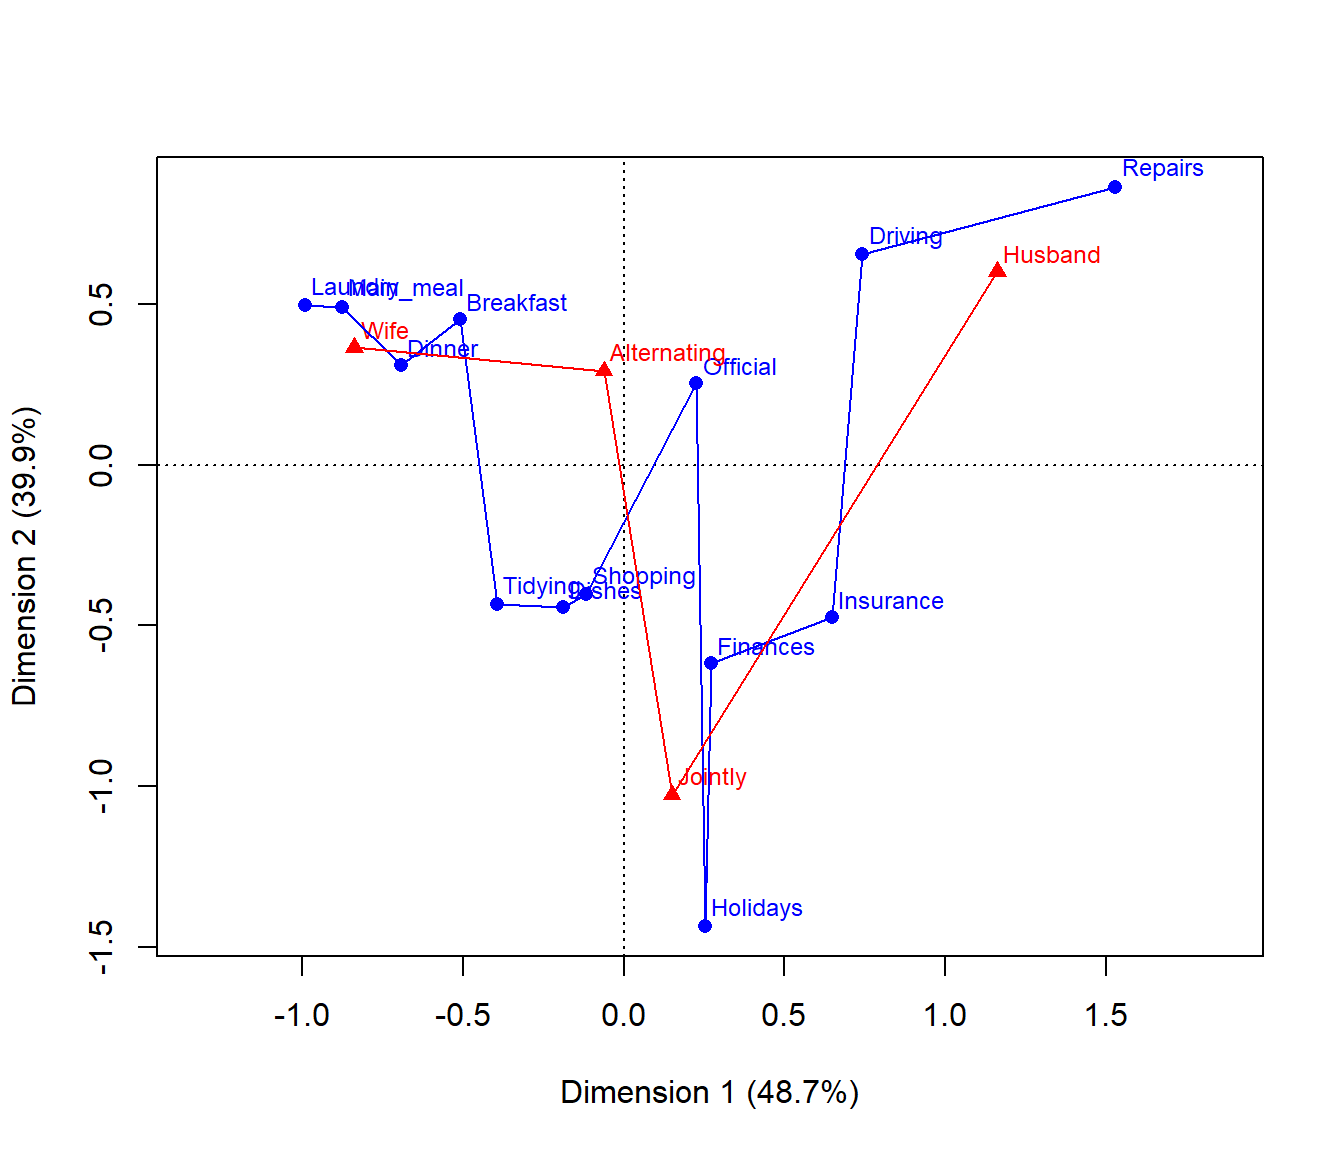 Repairs
Driving
Husband
Laundry
Main_meal
Breakfast
Wife
Dinner
Alternating
Official
Tidying
Dishes
Shopping
Insurance
Finances
Jointly
Holidays
0.5
0.0
-0.5
-1.0
-1.5
Dimension 2 (39.9%)
-1.0 -0.5 0.0 0.5 1.0 1.5
Dimension 1 (48.7%)